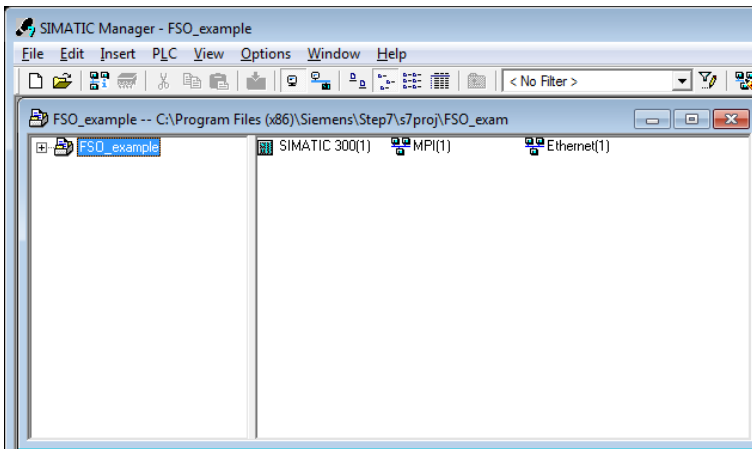 SIMATIC Manager - FSO_example
File Edit Insert PLC View Options Window Help
< No Filter >
FSO_example -- C:\Program Files (x86)\Siemens\Step7\s7proj\FSO_exam
FSO_example
SIMATIC 300(1) MPI(1) Ethernet(1)